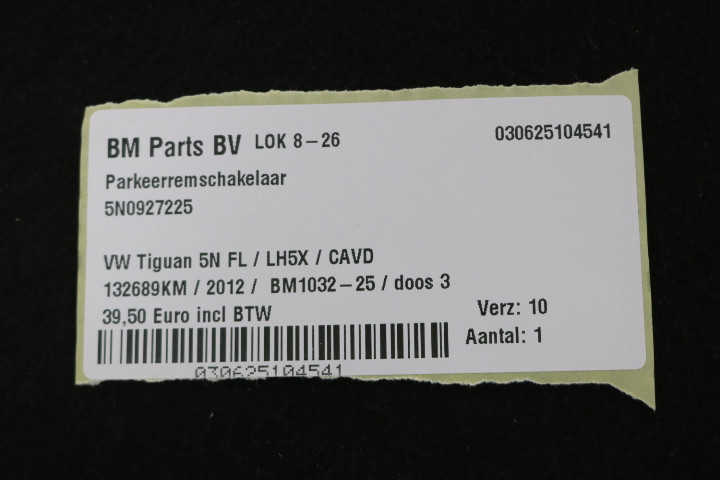 BM Parts BV LOK 8-26 030625104541
Parkeerremschakelaar
5N0927225
VW Tiguan 5N FL / LH5X / CAVD
132689KM / 2012 / BM1032-25 / doos 3
39,50 Euro incl BTW Verz: 10
Aantal: 1
030625104541